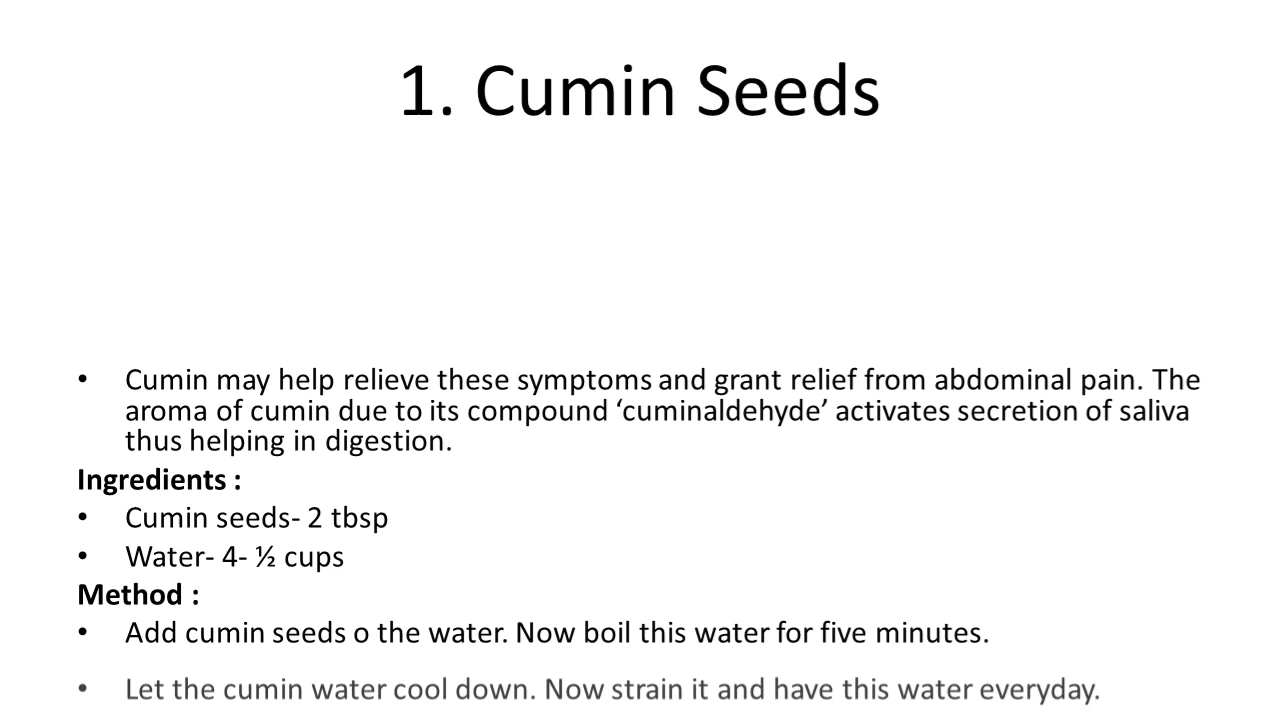 1. Cumin Seeds
• Cumin may help relieve these symptoms and grant relief from abdominal pain. The
aroma of cumin due to its compound ‘cuminaldehyde’ activates secretion of saliva
thus helping in digestion.
Ingredients :
• Cumin seeds- 2 tbsp
• Water- 4- ½ cups
Method :
• Add cumin seeds o the water. Now boil this water for five minutes.
• Let the cumin water cool down. Now strain it and have this water everyday.